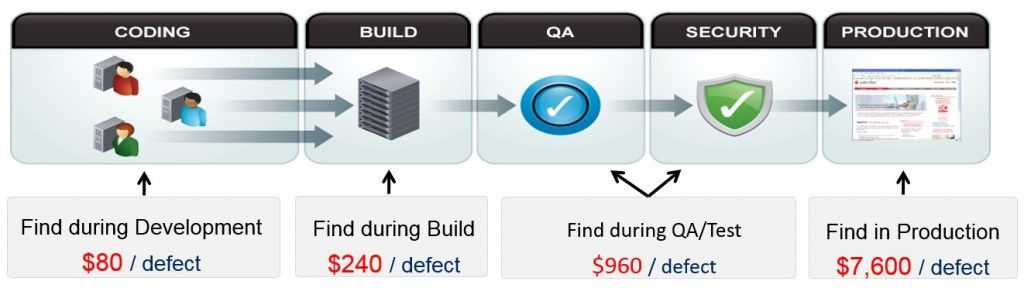 CODING
BUILD
QA
SECURITY
PRODUCTION
Find during Development
$80 / defect
Find during Build
$240 / defect
Find during QA/Test
$960 / defect
Find in Production
$7,600 / defect